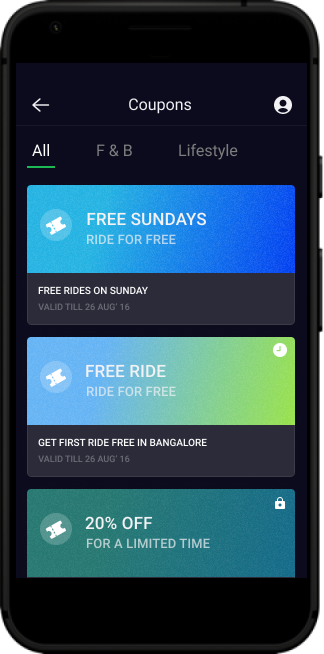 Coupons
All F & B Lifestyle
FREE SUNDAYS
RIDE FOR FREE
FREE RIDES ON SUNDAY
VALID TILL 26 AUG' 16
FREE RIDE
RIDE FOR FREE
GET FIRST RIDE FREE IN BANGALORE
VALID TILL 26 AUG' 16
20% OFF
FOR A LIMITED TIME